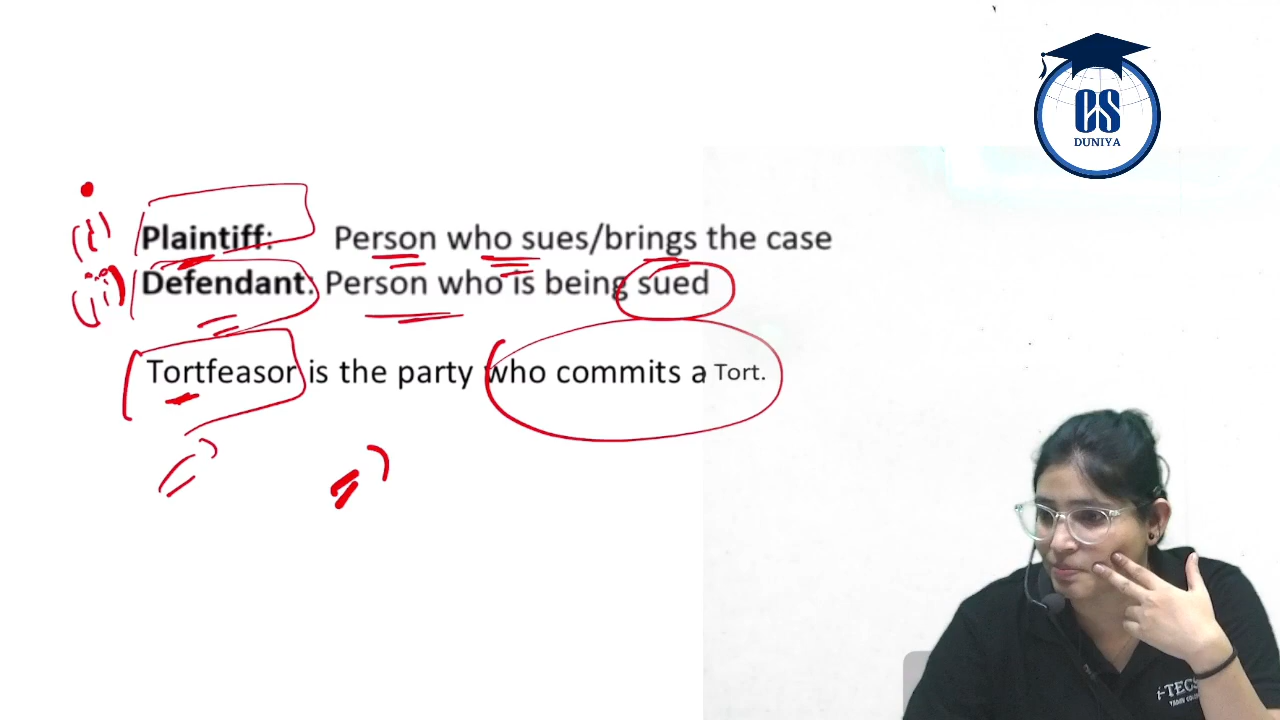 CS
DUNIYA
(i) Plaintiff: Person who sues/brings the case
(ii) Defendant: Person who is being sued
Tortfeasor is the party who commits a Tort.